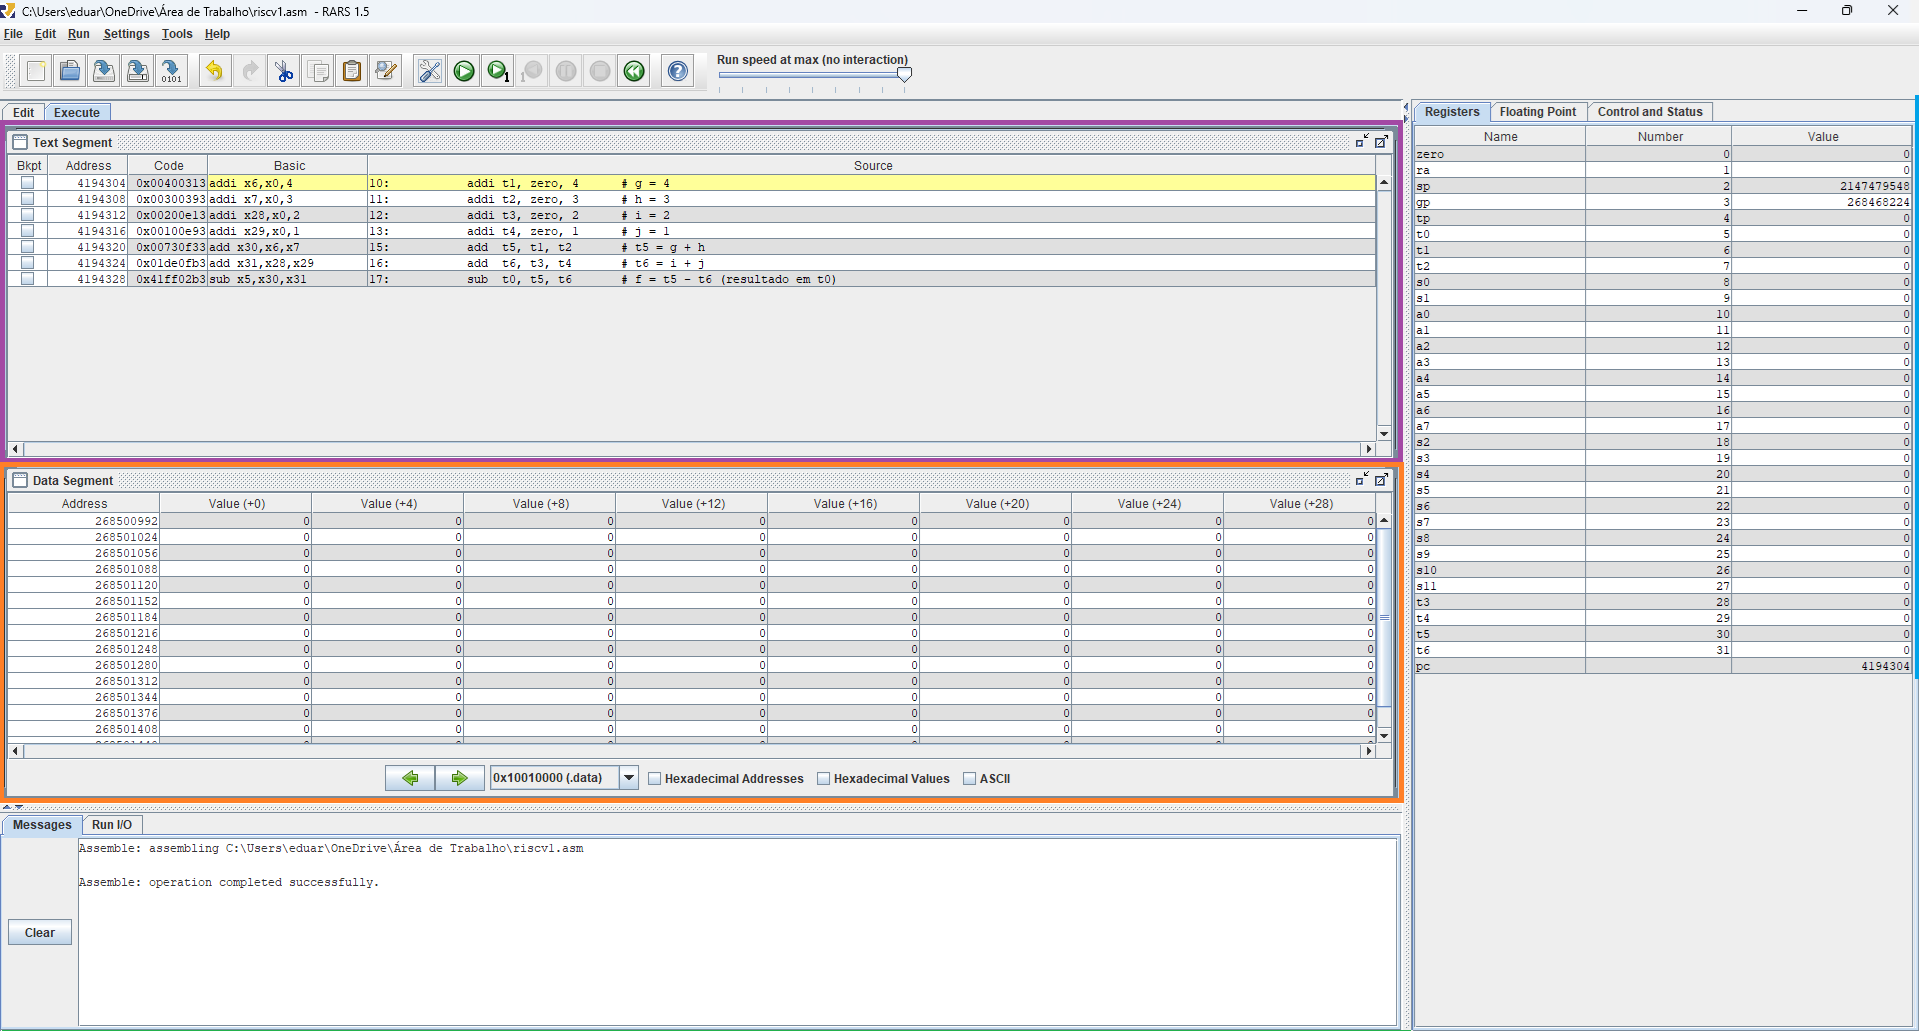 C:\Users\eduar\OneDrive\Área de Trabalho\riscv1.asm - RARS 1.5
File Edit Run Settings Tools Help
Run speed at max (no interaction)
Edit Execute
Text Segment
Bkpt Address Code Basic Source
4194304 0x00400313 addi x6,x0,4 10: addi t1, zero, 4 # g = 4
4194308 0x00300393 addi x7,x0,3 11: addi t2, zero, 3 # h = 3
4194312 0x00200e13 addi x28,x0,2 12: addi t3, zero, 2 # i = 2
4194316 0x00100e93 addi x29,x0,1 13: addi t4, zero, 1 # j = 1
4194320 0x00730f33 add x30,x6,x7 15: add t5, t1, t2 # t5 = g + h
4194324 0x01de0fb3 add x31,x28,x29 16: add t6, t3, t4 # t6 = i + j
4194328 0x41ff02b3 sub x5,x30,x31 17: sub t0, t5, t6 # f = t5 - t6 (resultado em t0)
Data Segment
Address Value (+0) Value (+4) Value (+8) Value (+12) Value (+16) Value (+20) Value (+24) Value (+28)
268500992 0 0 0 0 0 0 0 0
268501024 0 0 0 0 0 0 0 0
268501056 0 0 0 0 0 0 0 0
268501088 0 0 0 0 0 0 0 0
268501120 0 0 0 0 0 0 0 0
268501152 0 0 0 0 0 0 0 0
268501184 0 0 0 0 0 0 0 0
268501216 0 0 0 0 0 0 0 0
268501248 0 0 0 0 0 0 0 0
268501280 0 0 0 0 0 0 0 0
268501312 0 0 0 0 0 0 0 0
268501344 0 0 0 0 0 0 0 0
268501376 0 0 0 0 0 0 0 0
268501408 0 0 0 0 0 0 0 0
0x10010000 (.data) Hexadecimal Addresses Hexadecimal Values ASCII
Messages Run I/O
Assemble: assembling C:\Users\eduar\OneDrive\Área de Trabalho\riscv1.asm
Assemble: operation completed successfully.
Clear
Registers Floating Point Control and Status
Name Number Value
zero 0 0
ra 1 0
sp 2 2147479548
gp 3 268468224
tp 4 0
t0 5 0
t1 6 0
t2 7 0
s0 8 0
s1 9 0
a0 10 0
a1 11 0
a2 12 0
a3 13 0
a4 14 0
a5 15 0
a6 16 0
a7 17 0
s2 18 0
s3 19 0
s4 20 0
s5 21 0
s6 22 0
s7 23 0
s8 24 0
s9 25 0
s10 26 0
s11 27 0
t3 28 0
t4 29 0
t5 30 0
t6 31 0
pc 4194304